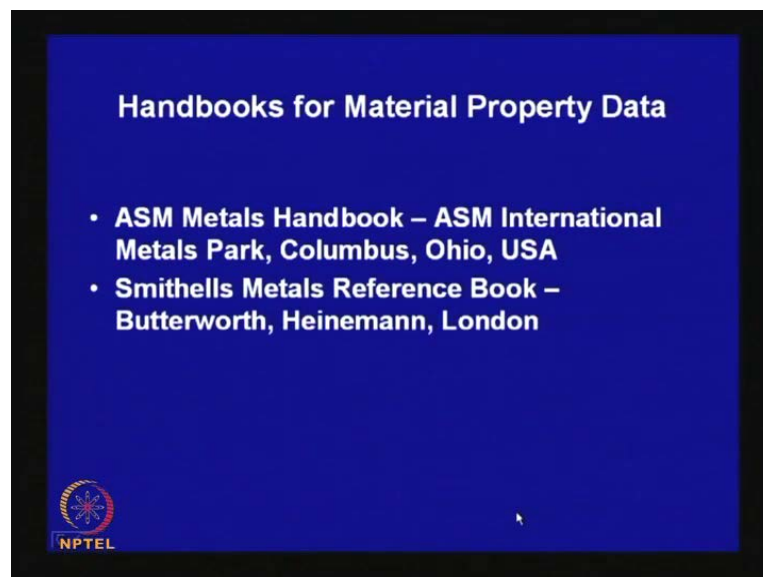 Handbooks for Material Property Data
• ASM Metals Handbook – ASM International
Metals Park, Columbus, Ohio, USA
• Smithells Metals Reference Book –
Butterworth, Heinemann, London
NPTEL